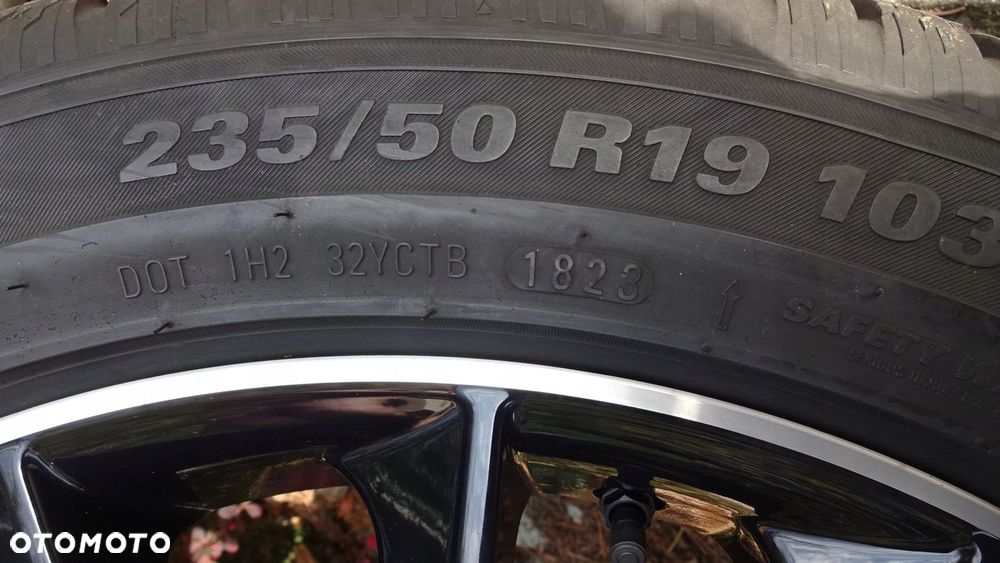 235/50 R19 103
DOT 1H2 32YCTB 1823
SAFETY
OTOMOTO